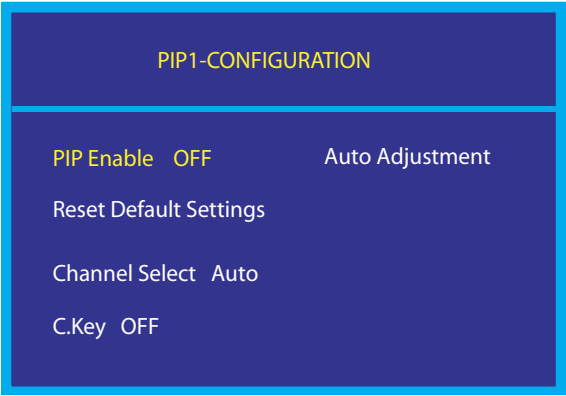 PIP1-CONFIGURATION
PIP Enable OFF Auto Adjustment
Reset Default Settings
Channel Select Auto
C.Key OFF